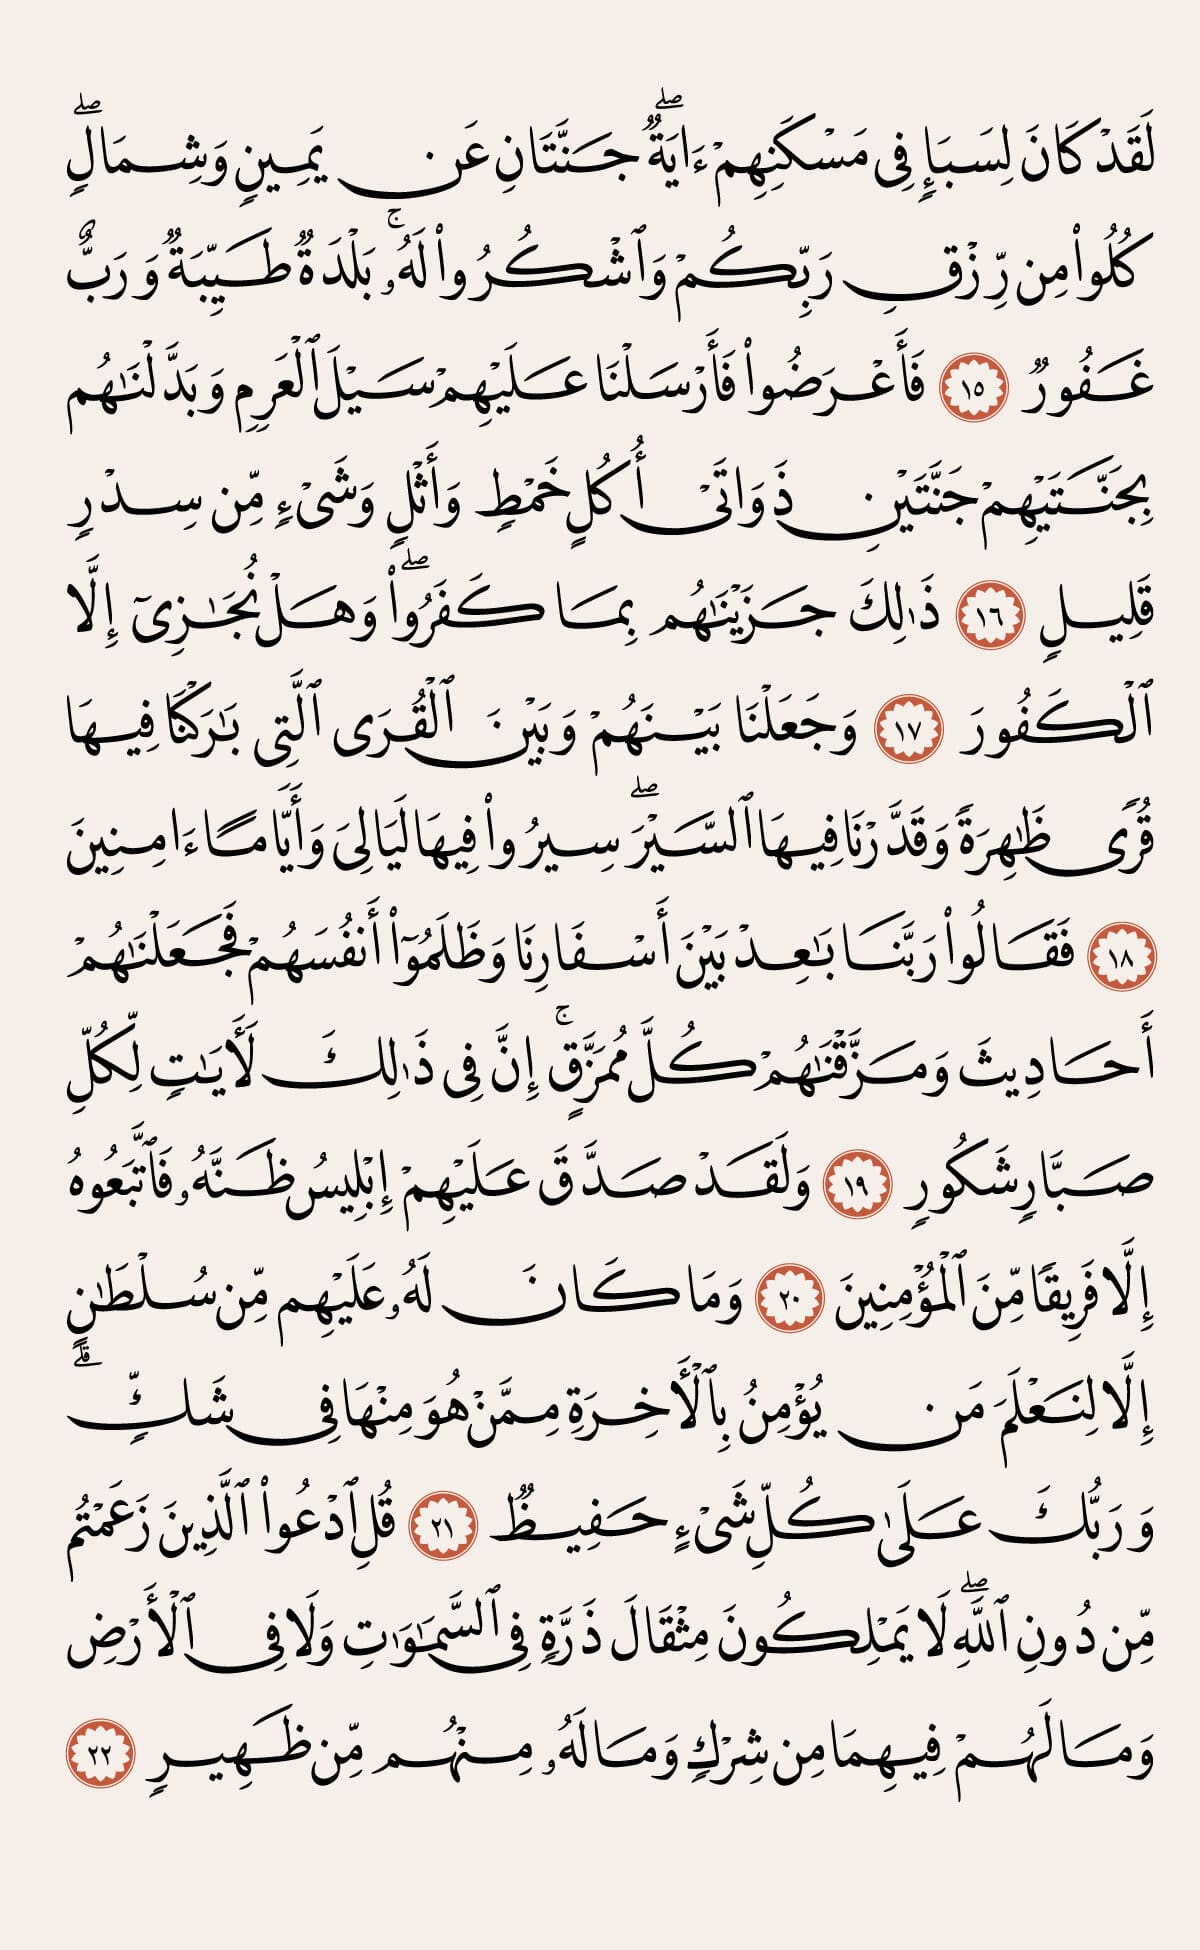 لَقَدْ كَانَ لِسَبَإٍ فِى مَسْكَنِهِمْ ءَايَةٌ ۖ جَنَّتَانِ عَن يَمِينٍ وَشِمَالٍ ۖ
كُلُوا۟ مِن رِّزْقِ رَبِّكُمْ وَٱشْكُرُوا۟ لَهُۥ ۚ بَلْدَةٌ طَيِّبَةٌ وَرَبٌّ
غَفُورٌ ١٥ فَأَعْرَضُوا۟ فَأَرْسَلْنَا عَلَيْهِمْ سَيْلَ ٱلْعَرِمِ وَبَدَّلْنَـٰهُم
بِجَنَّتَيْهِمْ جَنَّتَيْنِ ذَوَاتَىْ أُكُلٍ خَمْطٍ وَأَثْلٍ وَشَىْءٍ مِّن سِدْرٍ
قَلِيلٍ ١٦ ذَٰلِكَ جَزَيْنَـٰهُم بِمَا كَفَرُوا۟ ۖ وَهَلْ نُجَـٰزِىٓ إِلَّا
ٱلْكَفُورَ ١٧ وَجَعَلْنَا بَيْنَهُمْ وَبَيْنَ ٱلْقُرَى ٱلَّتِى بَـٰرَكْنَا فِيهَا
قُرًى ظَـٰهِرَةً وَقَدَّرْنَا فِيهَا ٱلسَّيْرَ ۖ سِيرُوا۟ فِيهَا لَيَالِىَ وَأَيَّامًا ءَامِنِينَ
١٨ فَقَالُوا۟ رَبَّنَا بَـٰعِدْ بَيْنَ أَسْفَارِنَا وَظَلَمُوٓا۟ أَنفُسَهُمْ فَجَعَلْنَـٰهُمْ
أَحَادِيثَ وَمَزَّقْنَـٰهُمْ كُلَّ مُمَزَّقٍ ۚ إِنَّ فِى ذَٰلِكَ لَـَٔايَـٰتٍ لِّكُلِّ
صَبَّارٍ شَكُورٍ ١٩ وَلَقَدْ صَدَّقَ عَلَيْهِمْ إِبْلِيسُ ظَنَّهُۥ فَٱتَّبَعُوهُ
إِلَّا فَرِيقًا مِّنَ ٱلْمُؤْمِنِينَ ٢٠ وَمَا كَانَ لَهُۥ عَلَيْهِم مِّن سُلْطَـٰنٍ
إِلَّا لِنَعْلَمَ مَن يُؤْمِنُ بِٱلْـَٔاخِرَةِ مِمَّنْ هُوَ مِنْهَا فِى شَكٍّ ۗ
وَرَبُّكَ عَلَىٰ كُلِّ شَىْءٍ حَفِيظٌ ٢١ قُلِ ٱدْعُوا۟ ٱلَّذِينَ زَعَمْتُم
مِّن دُونِ ٱللَّهِ ۖ لَا يَمْلِكُونَ مِثْقَالَ ذَرَّةٍ فِى ٱلسَّمَـٰوَٰتِ وَلَا فِى ٱلْأَرْضِ
وَمَا لَهُمْ فِيهِمَا مِن شِرْكٍ وَمَا لَهُۥ مِنْهُم مِّن ظَهِيرٍ ٢٢